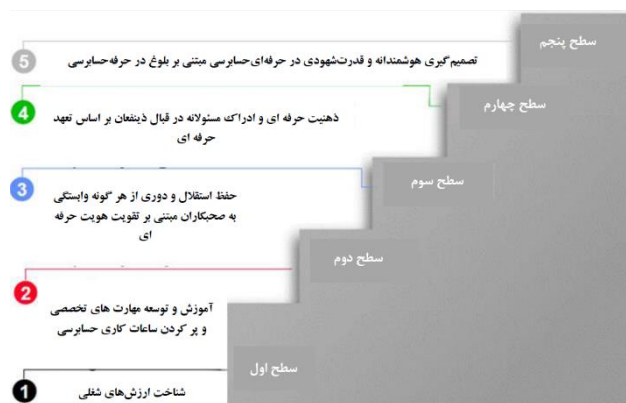 سطح پنجم
5
تصمیم‌گیری هوشمندانه و قدرت‌شهودی در حرفه‌ای‌حسابرسی مبتنی بر بلوغ در حرفه‌حسابرسی
سطح چهارم
4
ذهنیت حرفه ای و ادراک مسئولانه در قبال ذینفعان بر اساس تعهد
حرفه ای
سطح سوم
3
حفظ استقلال و دوری از هر گونه وابستگی
به صحبکاران مبتنی بر تقویت هویت حرفه
ای
سطح دوم
2
آموزش و توسعه مهارت های تخصصی
و پر کردن ساعات کاری حسابرسی
سطح اول
1
شناخت ارزش‌های شغلی